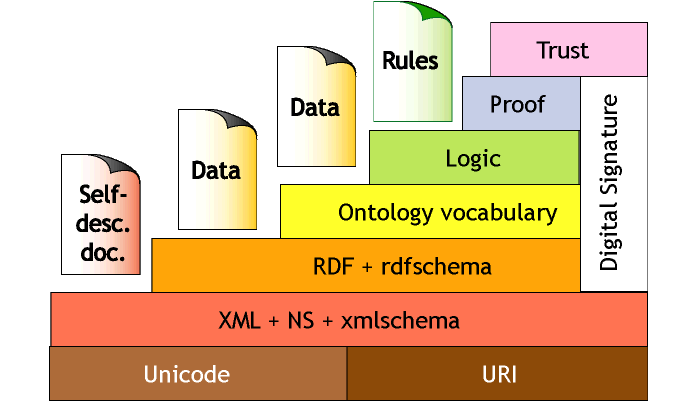 Trust
Rules
Proof
Data
Logic
Digital Signature
Data
Self-
desc.
doc.
Ontology vocabulary
RDF + rdfschema
XML + NS + xmlschema
Unicode
URI